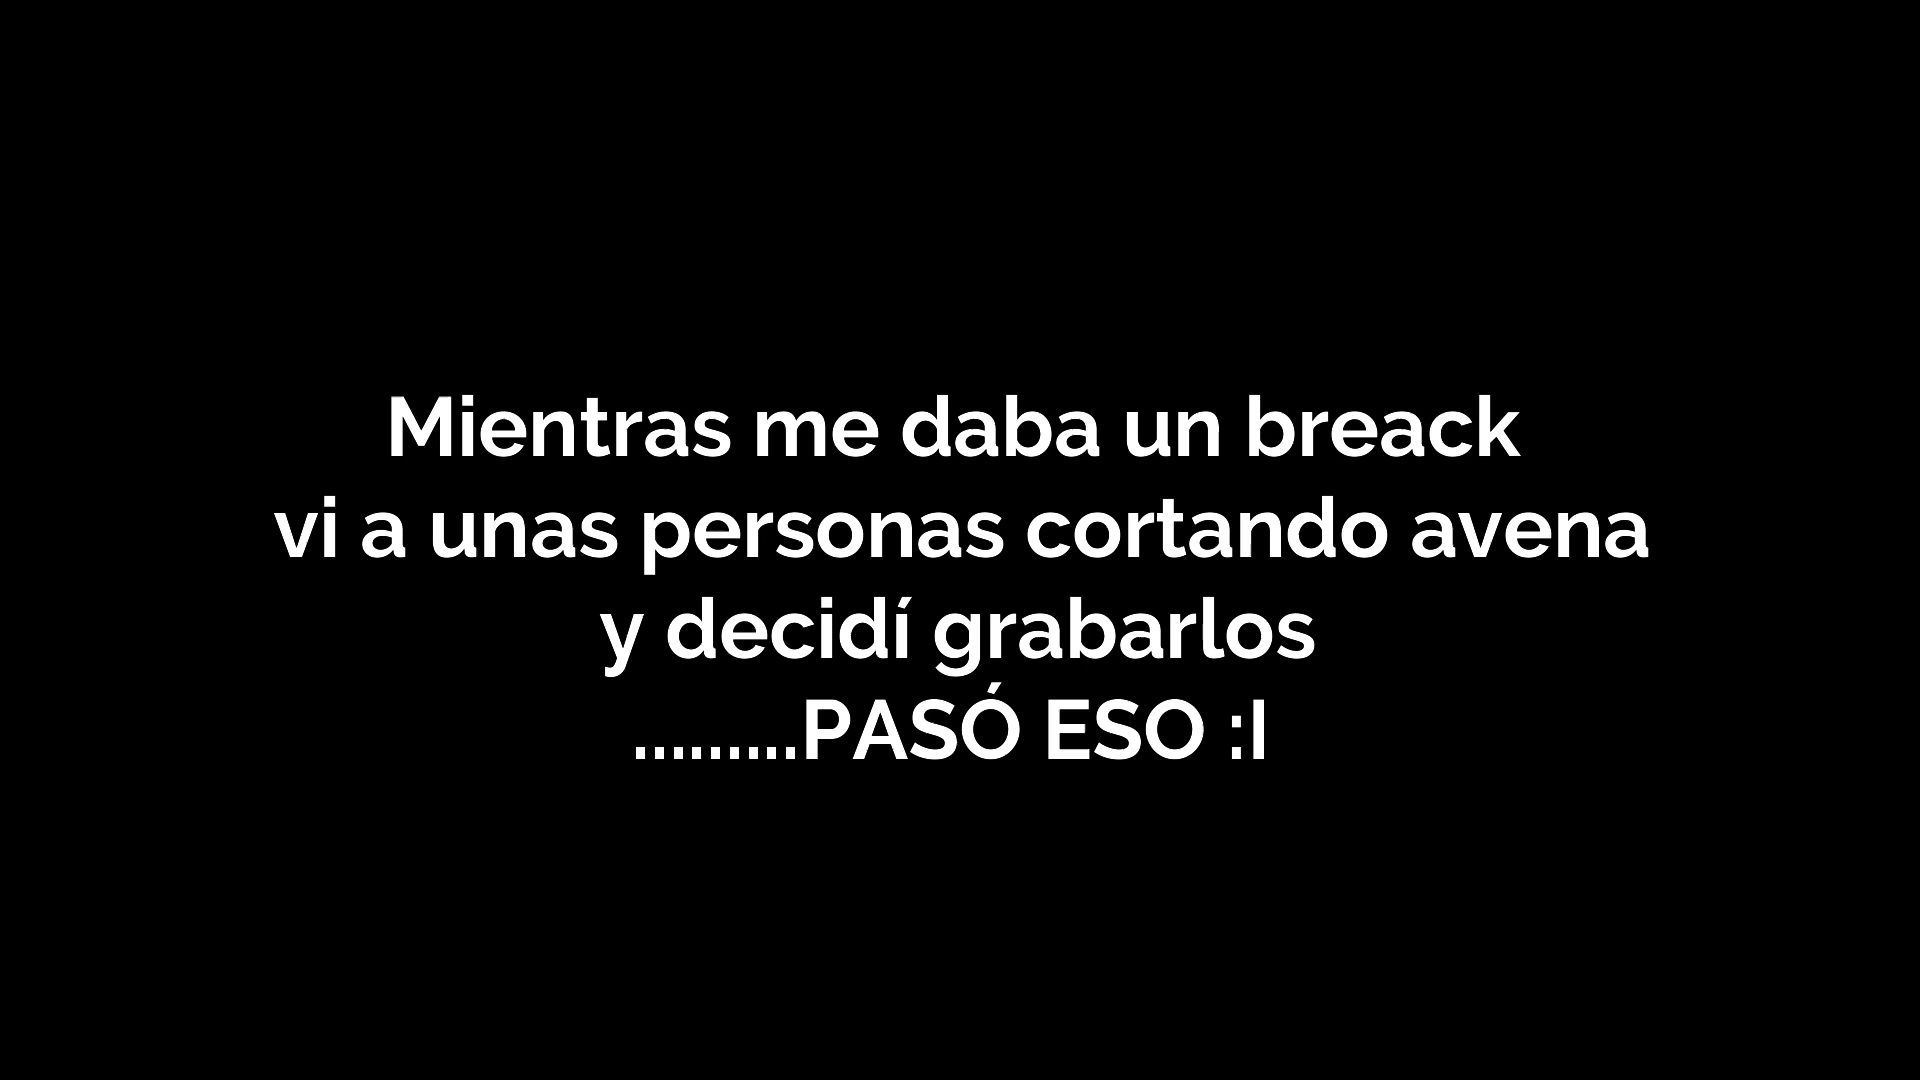 Mientras me daba un breack
vi a unas personas cortando avena
y decidí grabarlos
.........PASÓ ESO :I